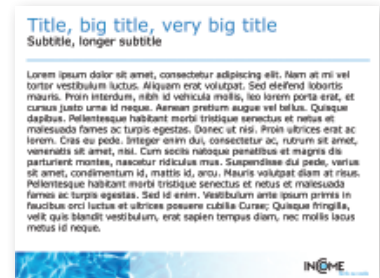 Title, big title, very big title
Subtitle, longer subtitle
Lorem ipsum dolor sit amet, consectetur adipiscing elit. Nam at mi vel
tortor vestibulum luctus. Aliquam erat volutpat. Sed eleifend lobortis
mauris. Proin interdum, nibh id vehicula mollis, leo lorem porta erat, et
cursus justo urna id neque. Aenean pretium augue vel tellus. Quisque
dapibus. Pellentesque habitant morbi tristique senectus et netus et
malesuada fames ac turpis egestas. Donec ut nisi. Proin ultrices erat ac
lorem. Cras eu pede. Integer enim dui, consectetur ac, rutrum sit amet,
venenatis sit amet, nisi. Cum sociis natoque penatibus et magnis dis
parturient montes, nascetur ridiculus mus. Suspendisse dui pede, varius
sit amet, condimentum id, mattis id, arcu. Mauris volutpat diam at risus.
Pellentesque habitant morbi tristique senectus et netus et malesuada
fames ac turpis egestas. Sed id enim. Vestibulum ante ipsum primis in
faucibus orci luctus et ultrices posuere cubilia Curae; Quisque fringilla,
velit quis blandit vestibulum, erat sapien tempus diam, nec mollis lacus
metus id neque.
INCOME